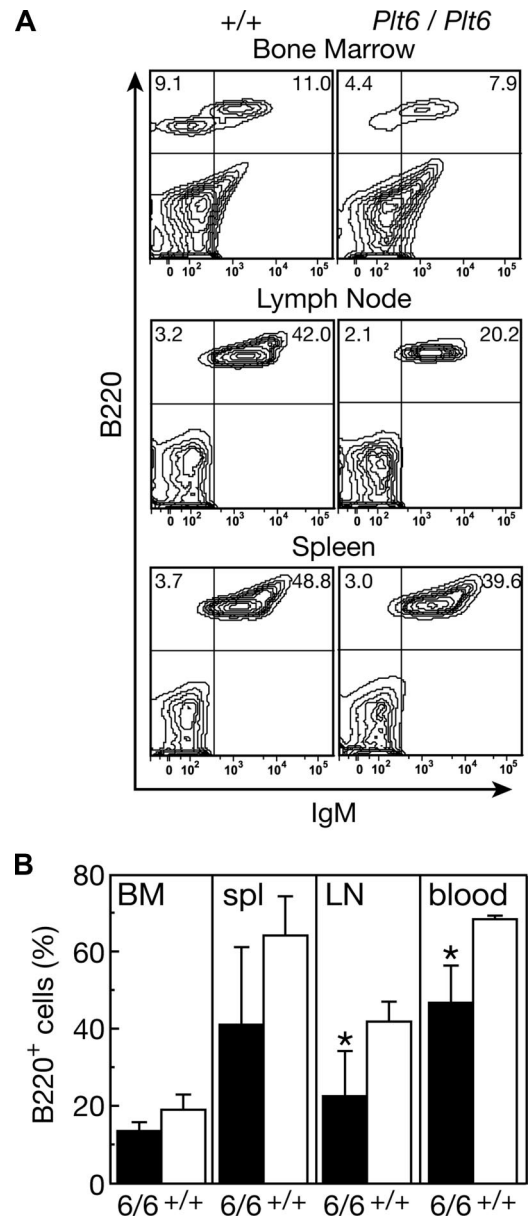 A
+/+ Plt6 / Plt6
Bone Marrow
9.1 11.0 4.4 7.9
0 10² 10³ 10⁴ 10⁵ 0 10² 10³ 10⁴ 10⁵
Lymph Node
3.2 42.0 2.1 20.2
0 10² 10³ 10⁴ 10⁵ 0 10² 10³ 10⁴ 10⁵
Spleen
3.7 48.8 3.0 39.6
0 10² 10³ 10⁴ 10⁵ 0 10² 10³ 10⁴ 10⁵
B220
IgM
B
80
60
40
20
0
B220⁺ cells (%)
BM spl LN blood
* *
6/6 +/+ 6/6 +/+ 6/6 +/+ 6/6 +/+